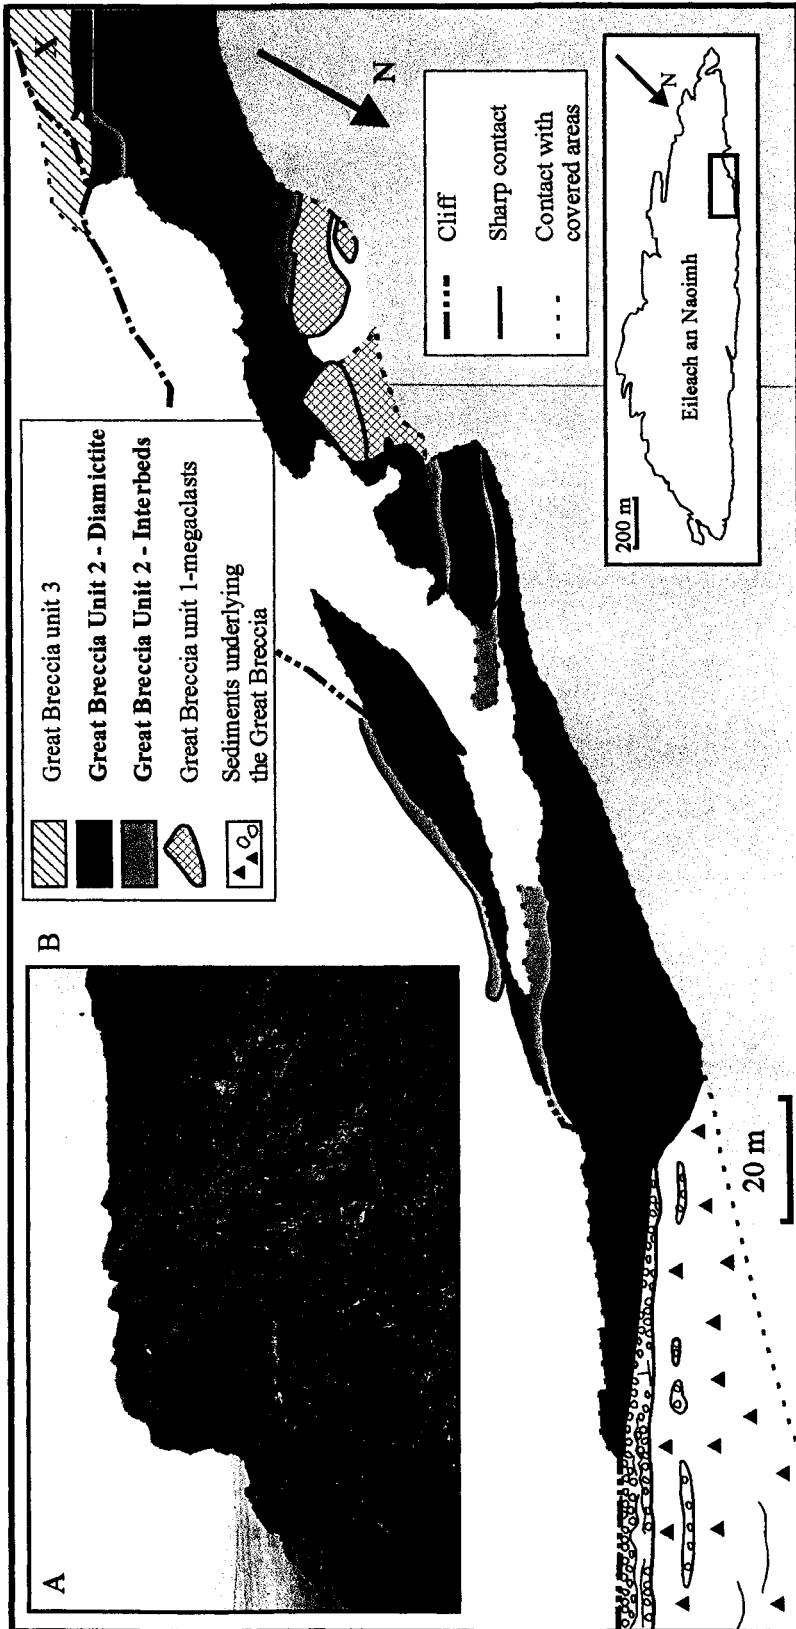 A
B
Great Breccia unit 3
Great Breccia Unit 2 - Diamictite
Great Breccia Unit 2 - Interbeds
Great Breccia unit 1-megaclasts
Sediments underlying
the Great Breccia
X
N
Cliff
Sharp contact
Contact with
covered areas
20 m
200 m
Eileach an Naoimh
N